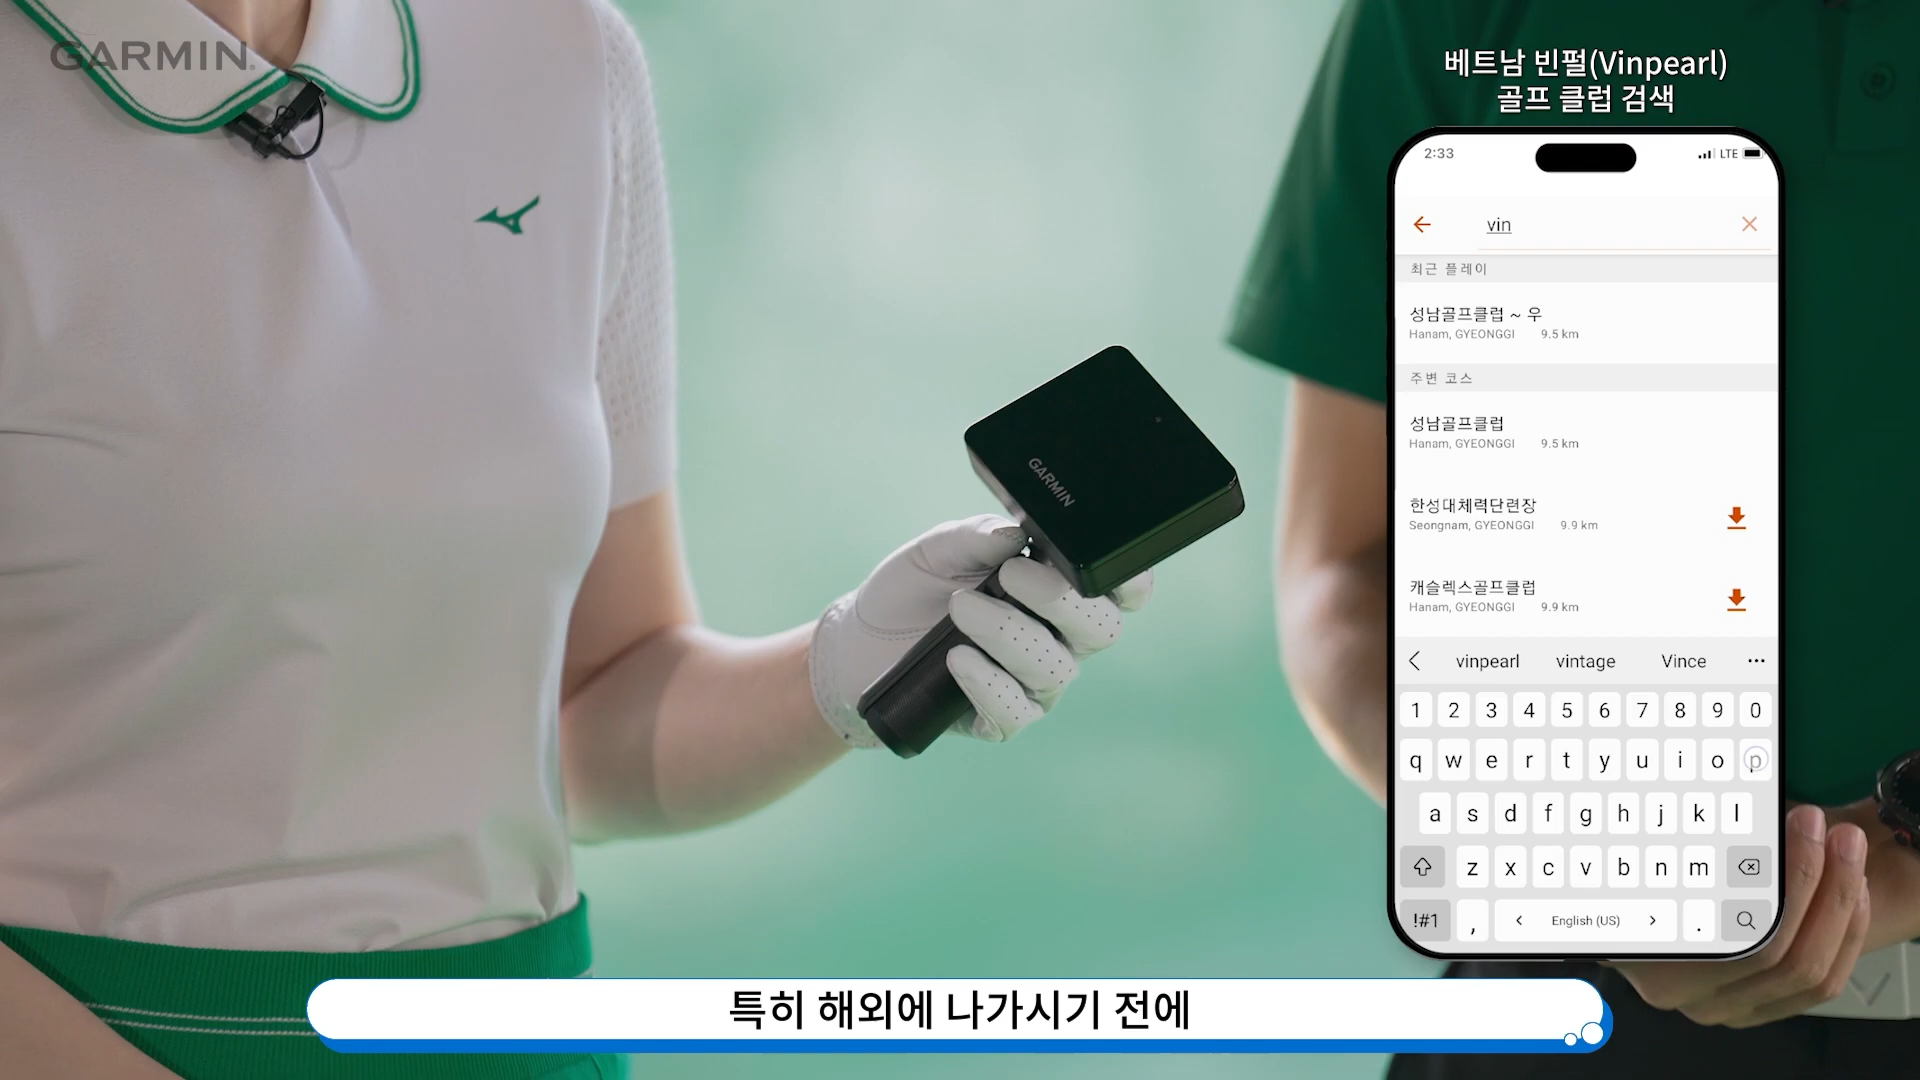 GARMIN.
GARMIN
베트남 빈펄(Vinpearl)
골프 클럽 검색
2:33 LTE
vin
최근 플레이
성남골프클럽 ~ 우
Hanam, GYEONGGI 9.5 km
주변 코스
성남골프클럽
Hanam, GYEONGGI 9.5 km
한성대체력단련장
Seongnam, GYEONGGI 9.9 km
캐슬렉스골프클럽
Hanam, GYEONGGI 9.9 km
vinpearl vintage Vince ...
1 2 3 4 5 6 7 8 9 0
q w e r t y u i o p
a s d f g h j k l
z x c v b n m
!#1 , < English (US) > .
특히 해외에 나가시기 전에